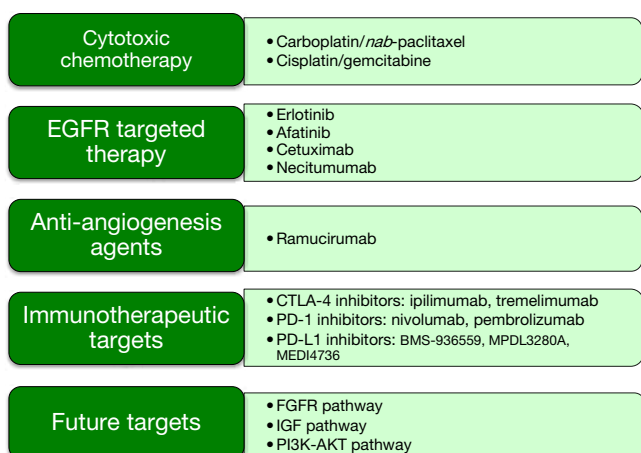 Cytotoxic
chemotherapy
• Carboplatin/nab-paclitaxel
• Cisplatin/gemcitabine
EGFR targeted
therapy
• Erlotinib
• Afatinib
• Cetuximab
• Necitumumab
Anti-angiogenesis
agents
• Ramucirumab
Immunotherapeutic
targets
• CTLA-4 inhibitors: ipilimumab, tremelimumab
• PD-1 inhibitors: nivolumab, pembrolizumab
• PD-L1 inhibitors: BMS-936559, MPDL3280A,
MEDI4736
Future targets
• FGFR pathway
• IGF pathway
• PI3K-AKT pathway